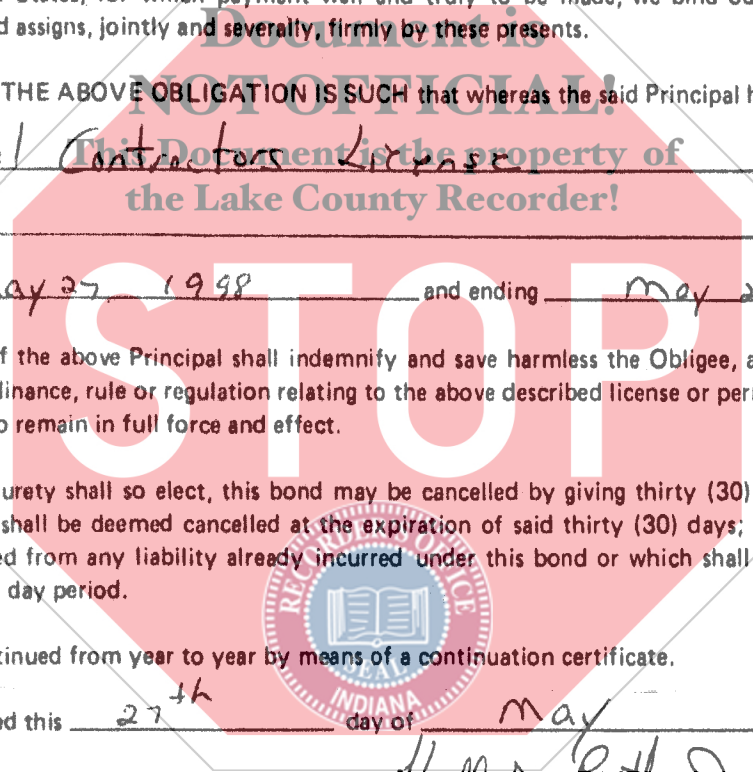 d assigns, jointly and severally, firmly by these presents.
Document is
THE ABOVE OBLIGATION IS SUCH that whereas the said Principal h
NOT OFFICIAL!
l Contractors License
This Document is the property of
the Lake County Recorder!
ay 27 1998 and ending May 2
STOP
f the above Principal shall indemnify and save harmless the Obligee, a
linance, rule or regulation relating to the above described license or per
o remain in full force and effect.
urety shall so elect, this bond may be cancelled by giving thirty (30)
shall be deemed cancelled at the expiration of said thirty (30) days;
ed from any liability already incurred under this bond or which shall
day period.
RECORDER'S OFFICE
SEAL
INDIANA
tinued from year to year by means of a continuation certificate.
ed this 27th day of May